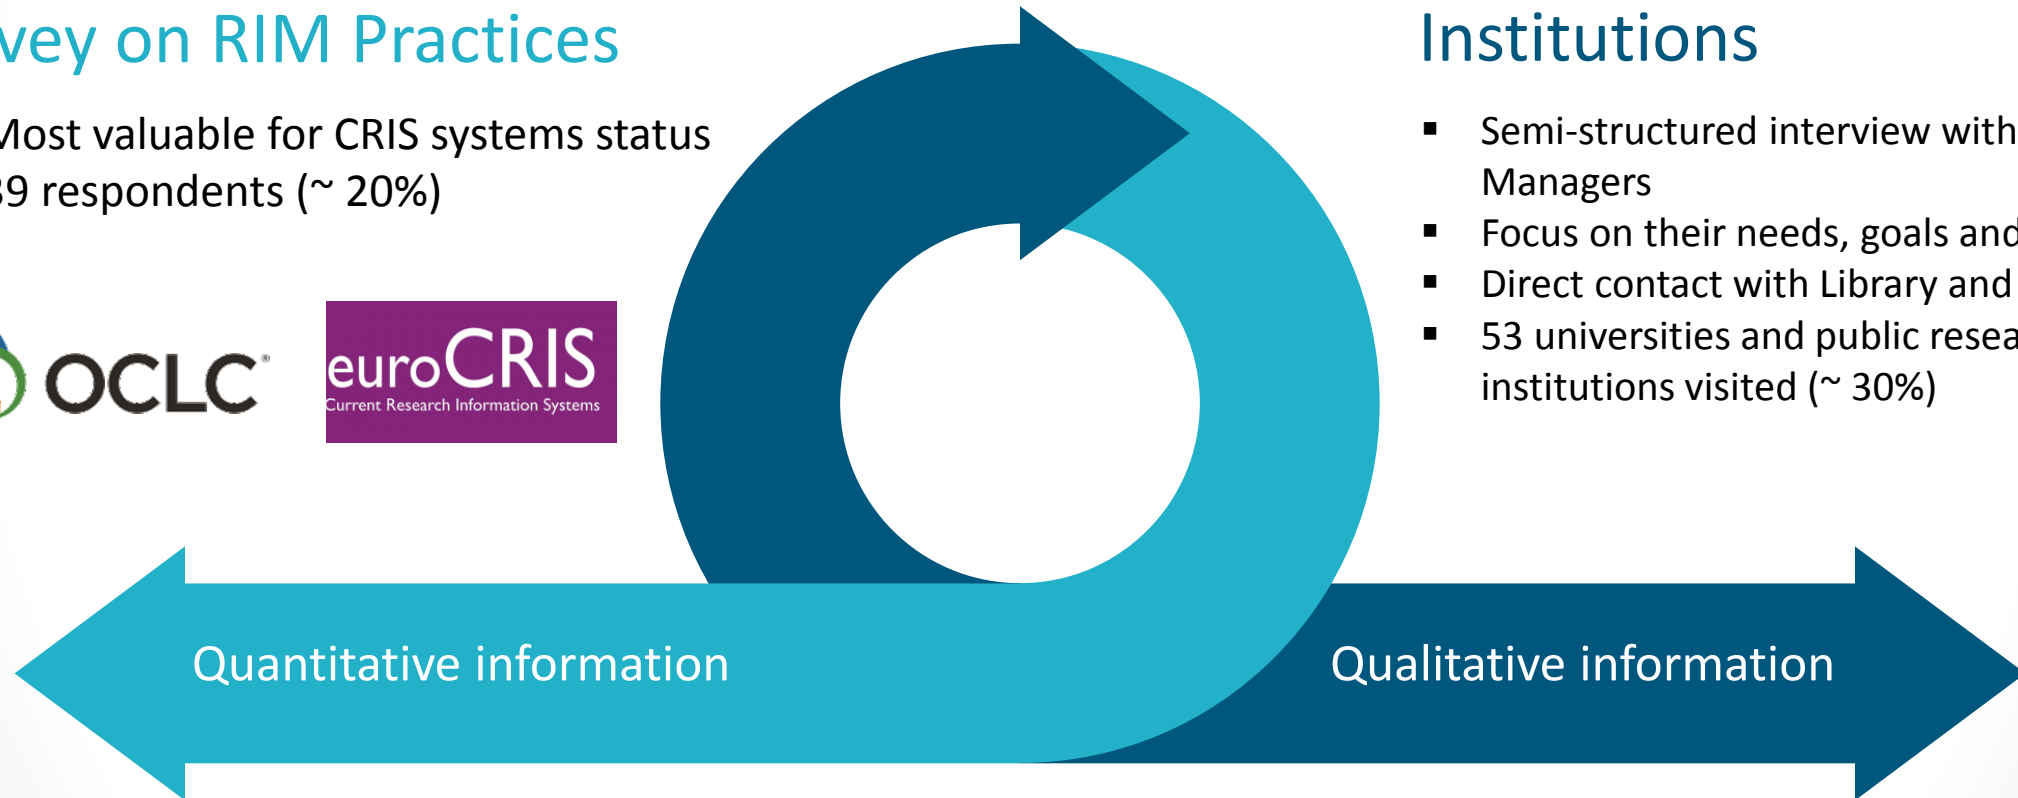 vey on RIM Practices
Most valuable for CRIS systems status
39 respondents (~ 20%)
OCLC®
euroCRIS
Current Research Information Systems
Institutions
▪ Semi-structured interview with
Managers
▪ Focus on their needs, goals and
▪ Direct contact with Library and
▪ 53 universities and public resea
institutions visited (~ 30%)
Quantitative information
Qualitative information